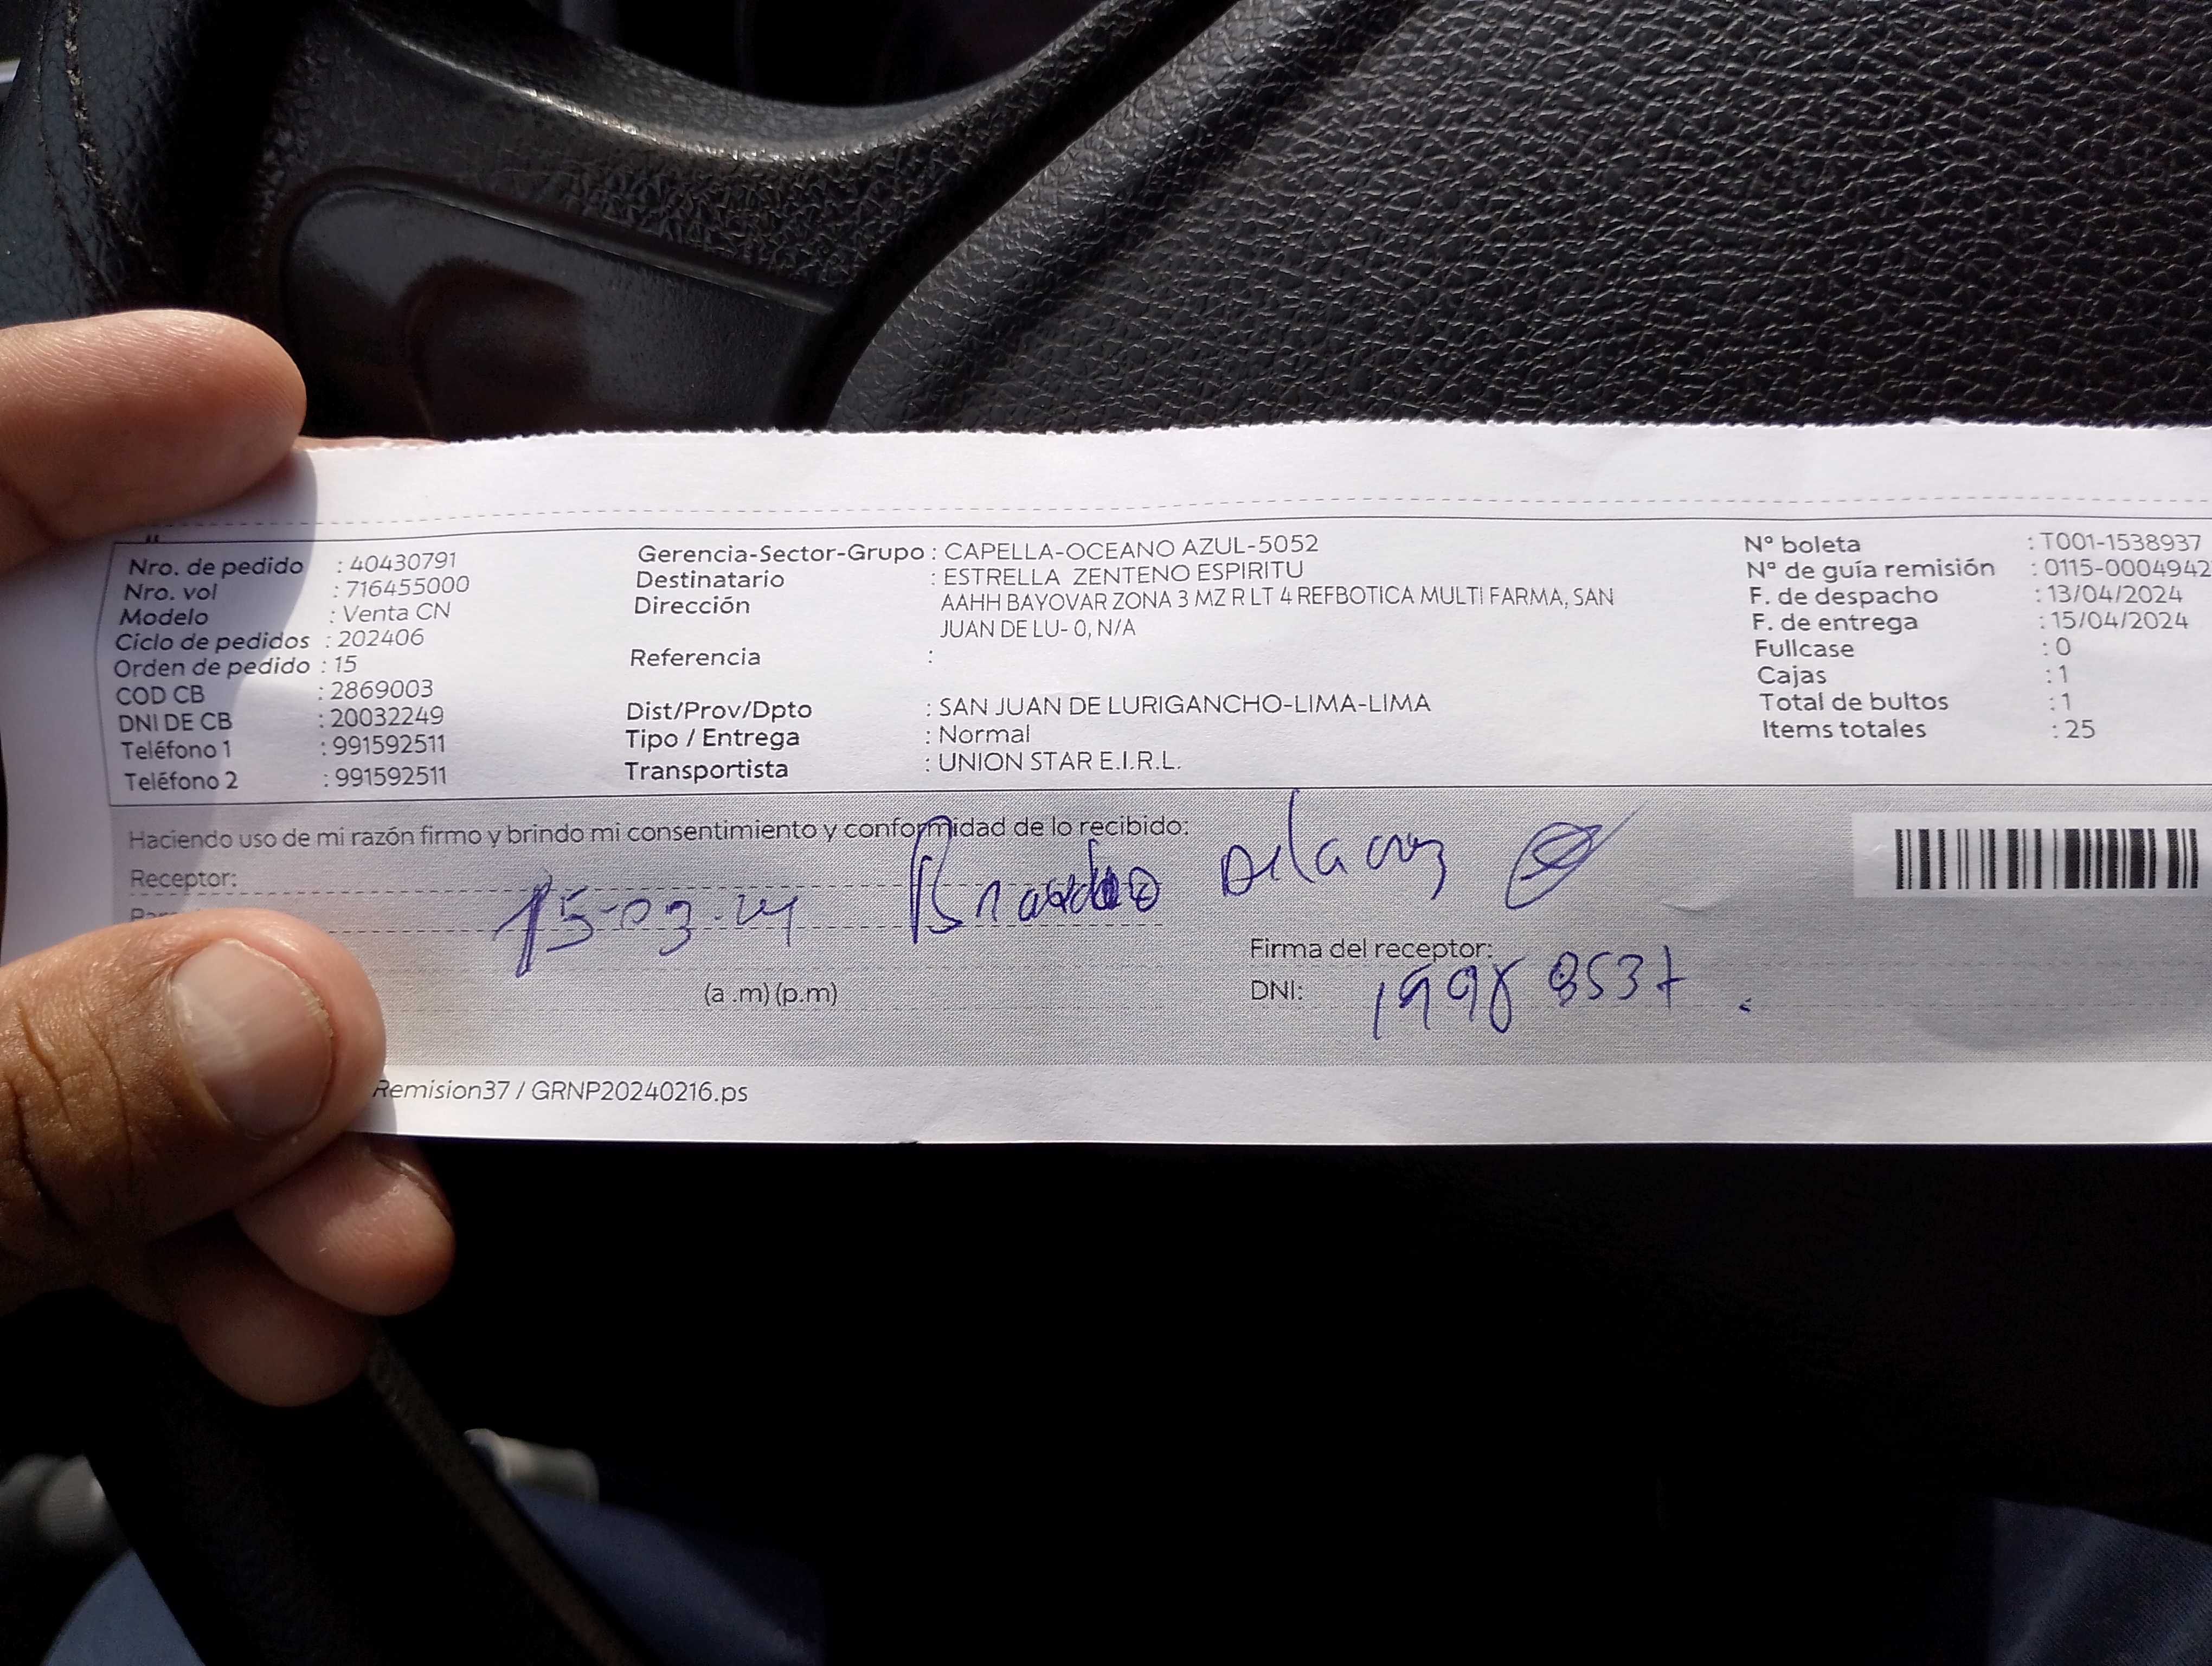 Nro. de pedido : 40430791
Nro. vol : 716455000
Modelo : Venta CN
Ciclo de pedidos : 202406
Orden de pedido : 15
COD CB : 2869003
DNI DE CB : 20032249
Teléfono 1 : 991592511
Teléfono 2 : 991592511
Gerencia-Sector-Grupo : CAPELLA-OCEANO AZUL-5052
Destinatario : ESTRELLA ZENTENO ESPIRITU
Dirección : AAHH BAYOVAR ZONA 3 MZ R LT 4 REFBOTICA MULTI FARMA, SAN
JUAN DE LU- 0, N/A
Referencia :
Dist/Prov/Dpto : SAN JUAN DE LURIGANCHO-LIMA-LIMA
Tipo / Entrega : Normal
Transportista : UNION STAR E.I.R.L.
Nº boleta : T001-1538937
Nº de guía remisión : 0115-0004942
F. de despacho : 13/04/2024
F. de entrega : 15/04/2024
Fullcase : 0
Cajas : 1
Total de bultos : 1
Items totales : 25
Haciendo uso de mi razón firmo y brindo mi consentimiento y conformidad de lo recibido:
Receptor:
15-03-24 Delacruz
Firma del receptor:
(a .m) (p.m)
DNI: 19988537
Remision37 / GRNP20240216.ps